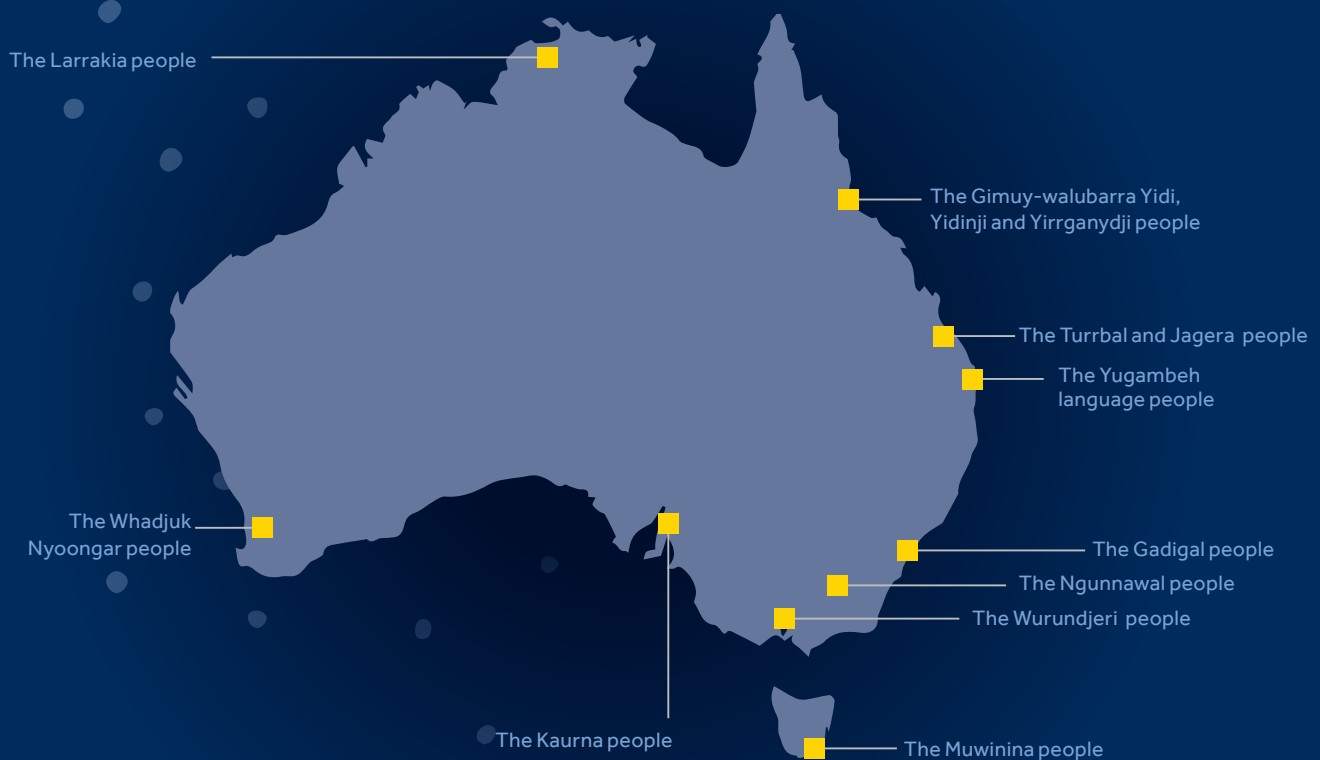 The Larrakia people
The Gimuy-walubarra Yidi,
Yidinji and Yirrganydji people
The Turrbal and Jagera people
The Yugambeh
language people
The Whadjuk
Nyoongar people
The Gadigal people
The Ngunnawal people
The Wurundjeri people
The Kaurna people
The Muwinina people